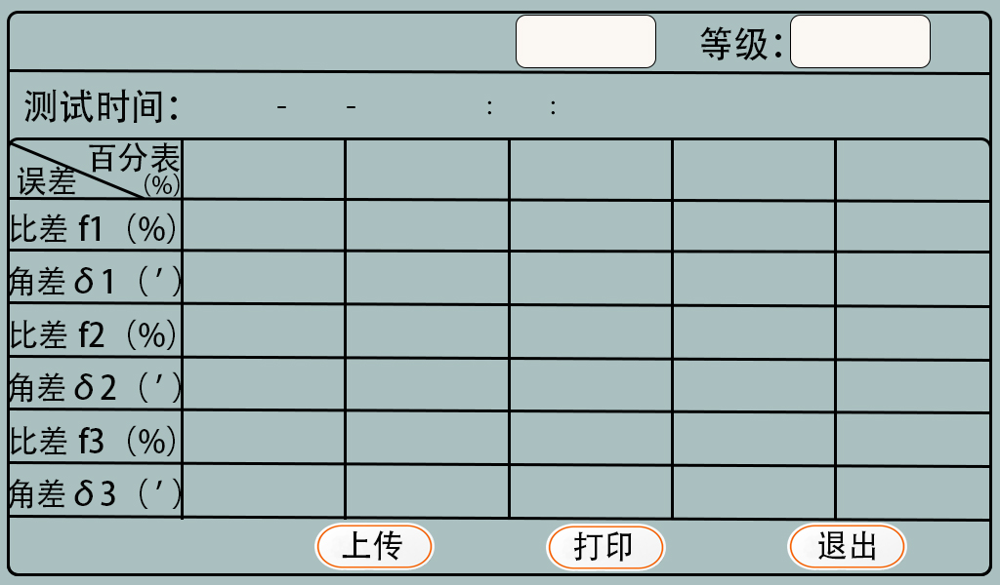 等级：
测试时间： - - : :
百分表
(%)
误差
比差 f1（%）
角差 δ1（′）
比差 f2（%）
角差 δ2（′）
比差 f3（%）
角差 δ3（′）
上传 打印 退出